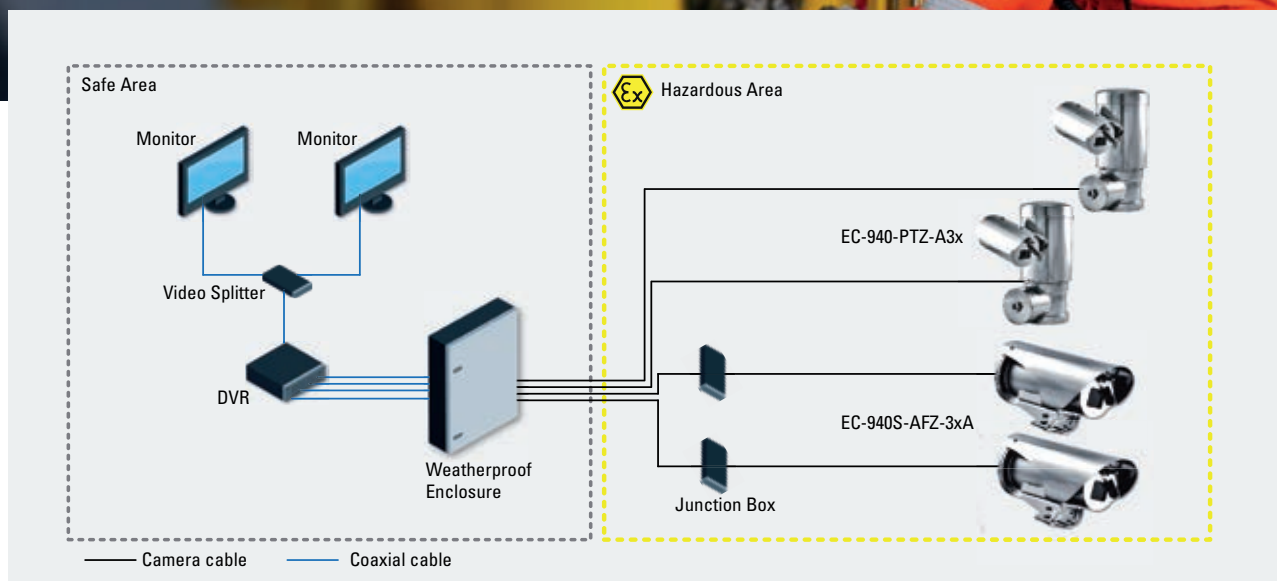 Safe Area
Ex
Hazardous Area
Monitor
Monitor
EC-940-PTZ-A3x
Video Splitter
DVR
EC-940S-AFZ-3xA
Weatherproof
Enclosure
Junction Box
Camera cable
Coaxial cable